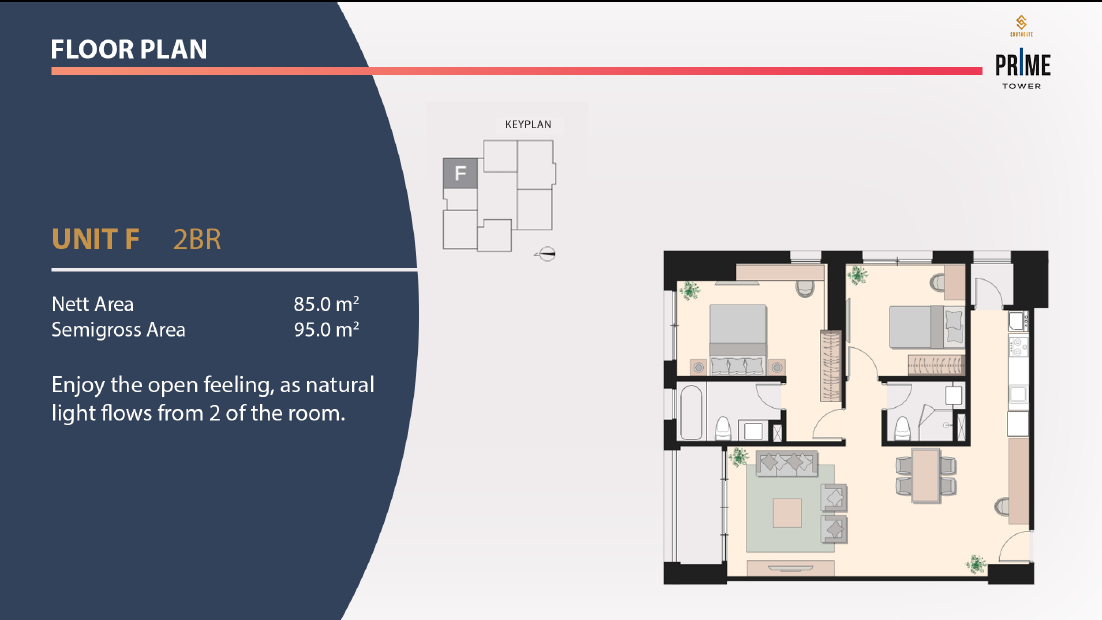 FLOOR PLAN
SOUTHGATE
PRIME
TOWER
KEYPLAN
F
UNIT F 2BR
Nett Area 85.0 m²
Semigross Area 95.0 m²
Enjoy the open feeling, as natural
light flows from 2 of the room.